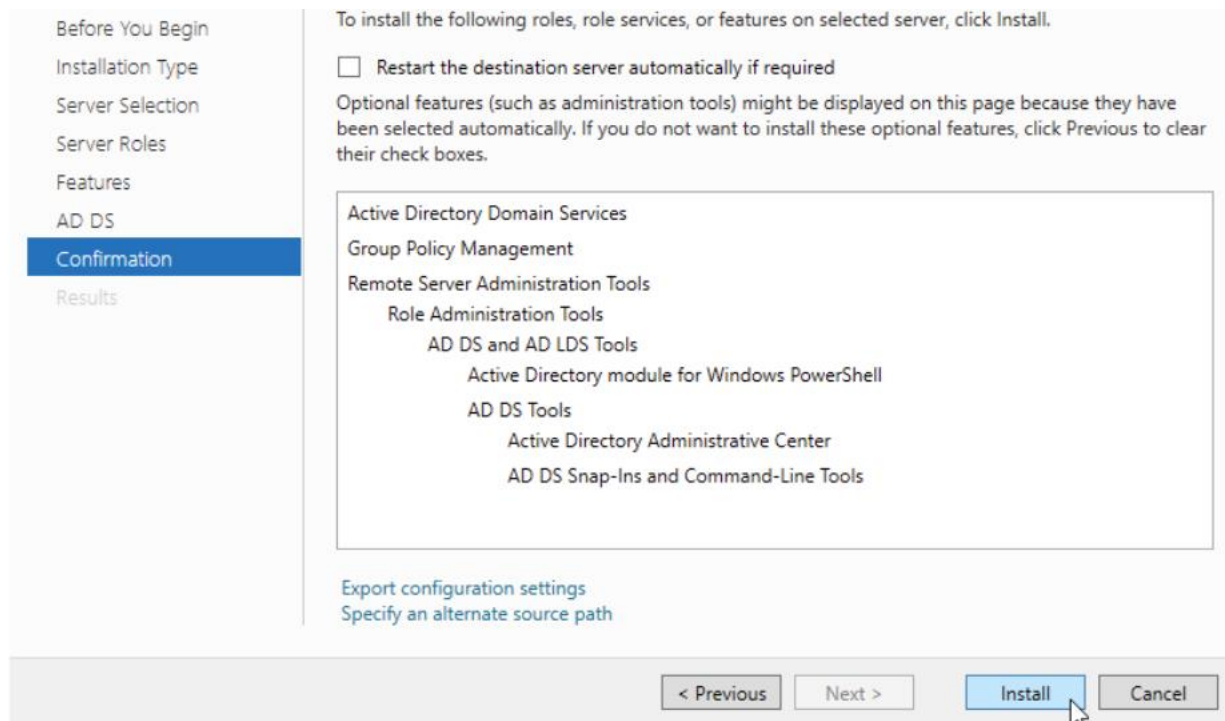 Before You Begin
Installation Type
Server Selection
Server Roles
Features
AD DS
Confirmation
Results
To install the following roles, role services, or features on selected server, click Install.
Restart the destination server automatically if required
Optional features (such as administration tools) might be displayed on this page because they have
been selected automatically. If you do not want to install these optional features, click Previous to clear
their check boxes.
Active Directory Domain Services
Group Policy Management
Remote Server Administration Tools
Role Administration Tools
AD DS and AD LDS Tools
Active Directory module for Windows PowerShell
AD DS Tools
Active Directory Administrative Center
AD DS Snap-Ins and Command-Line Tools
Export configuration settings
Specify an alternate source path
< Previous
Next >
Install
Cancel